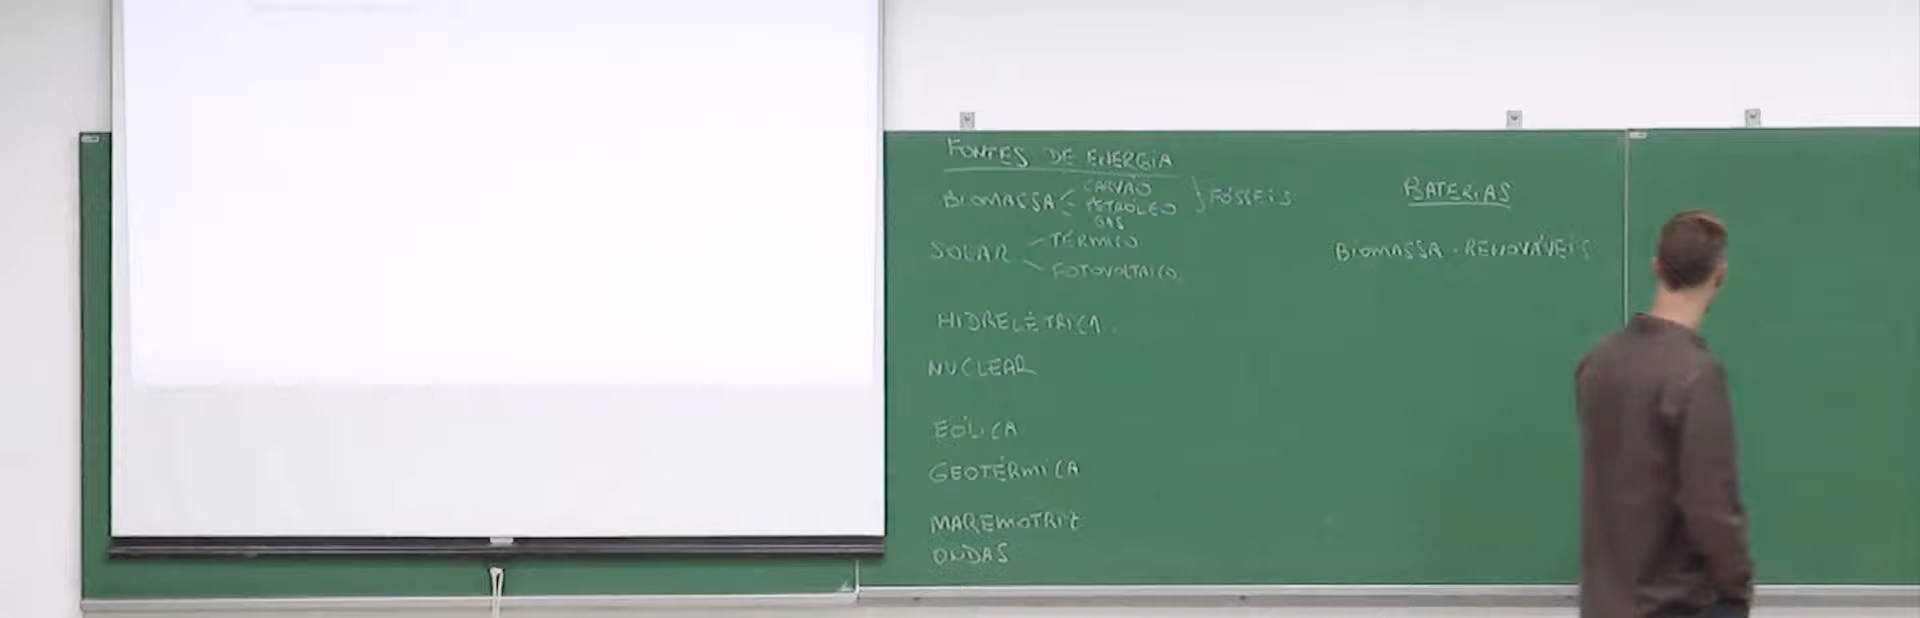 FONTES DE ENERGIA
BIOMASSA CARVÃO
PETRÓLEO
GÁS
} FÓSSEIS
SOLAR TÉRMICO
FOTOVOLTAICO
HIDRELÉTRICA
NUCLEAR
EÓLICA
GEOTÉRMICA
MAREMOTRIZ
ONDAS
BATERIAS
BIOMASSA - RENOVÁVEIS